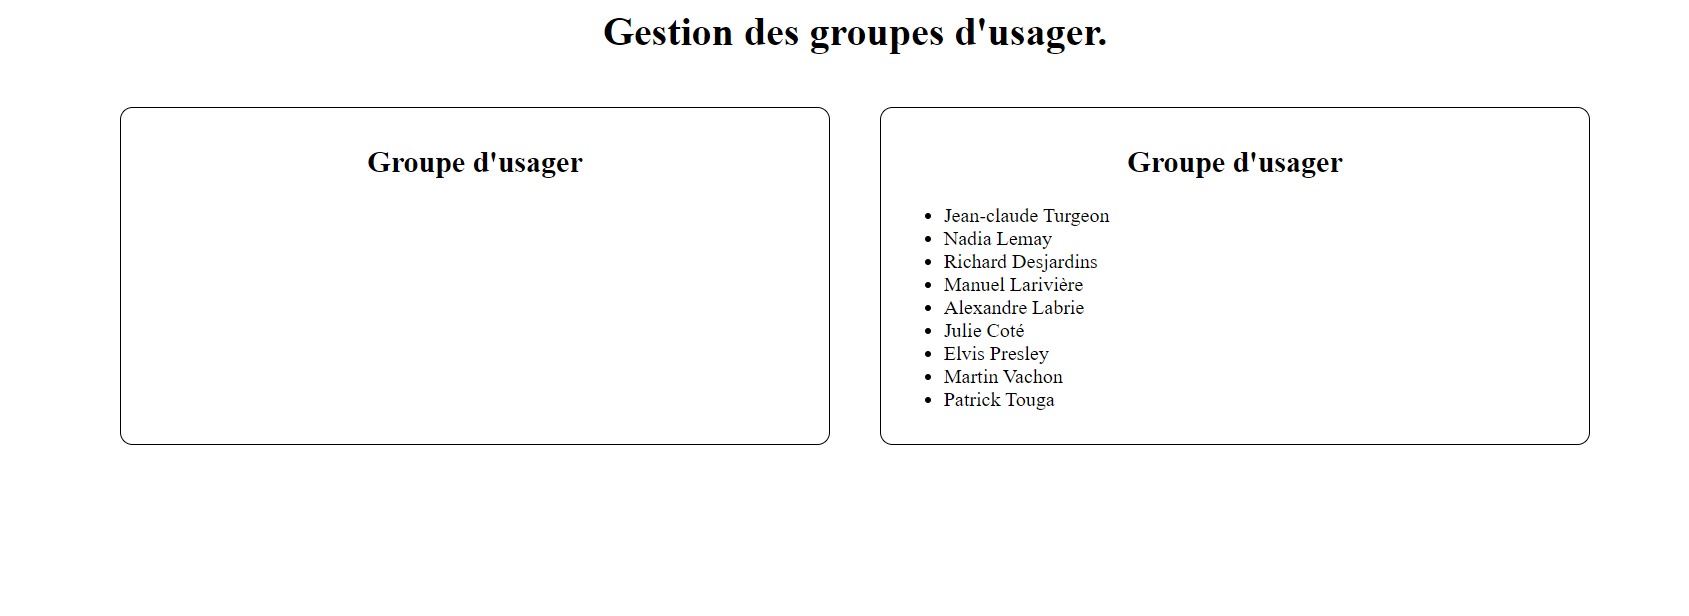 Gestion des groupes d'usager.
Groupe d'usager
Groupe d'usager
Jean-claude Turgeon
Nadia Lemay
Richard Desjardins
Manuel Larivière
Alexandre Labrie
Julie Coté
Elvis Presley
Martin Vachon
Patrick Touga